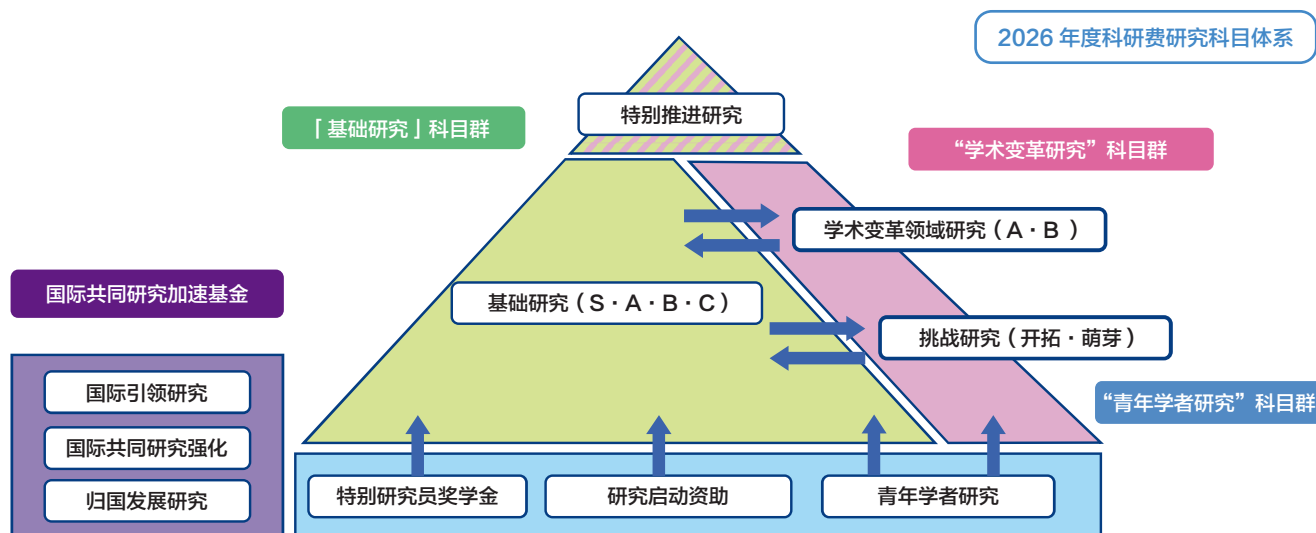 2026 年度科研费研究科目体系
特别推进研究
「基础研究」科目群
“学术变革研究”科目群
学术变革领域研究（A・B ）
国际共同研究加速基金
基础研究（S・A・B・C）
挑战研究（开拓・萌芽）
国际引领研究
“青年学者研究”科目群
国际共同研究强化
归国发展研究
特别研究员奖学金
研究启动资助
青年学者研究